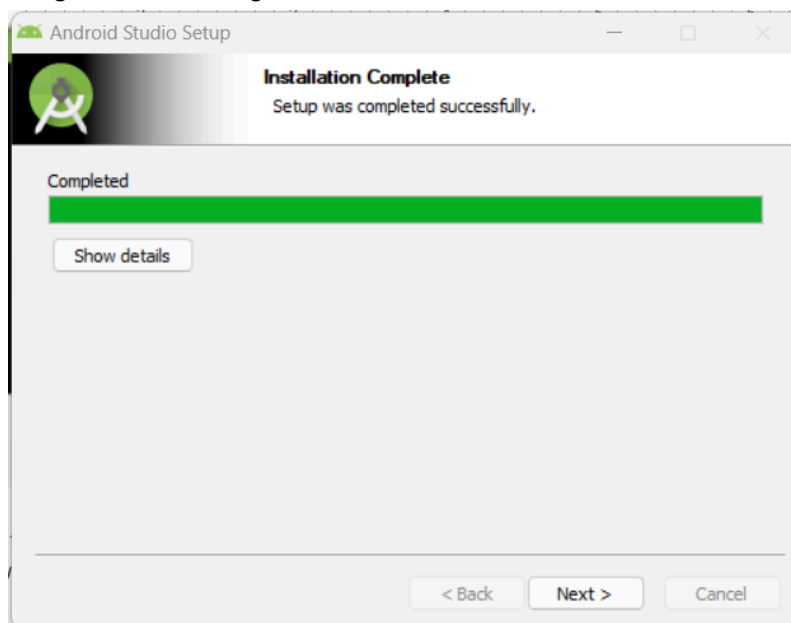 Android Studio Setup
Installation Complete
Setup was completed successfully.
Completed
Show details
< Back
Next >
Cancel